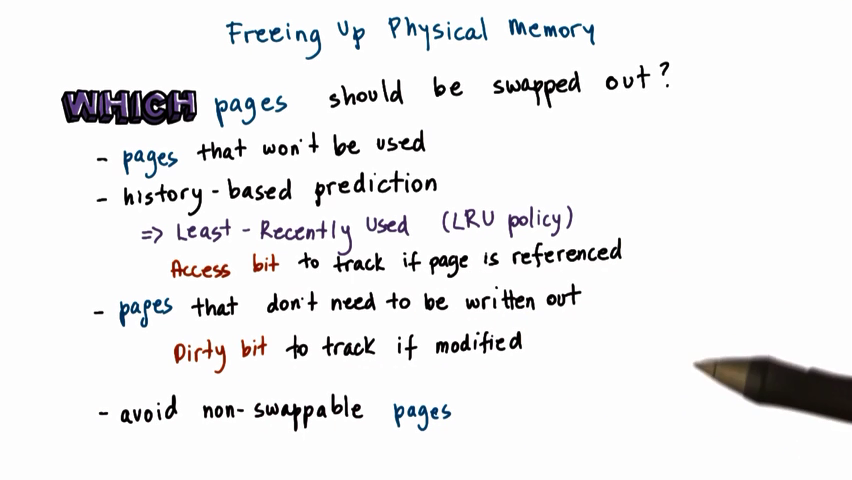 Freeing Up Physical Memory
WHICH pages should be swapped out?
- pages that won't be used
- history-based prediction
=> Least-Recently Used (LRU policy)
Access bit to track if page is referenced
- pages that don't need to be written out
Dirty bit to track if modified
- avoid non-swappable pages